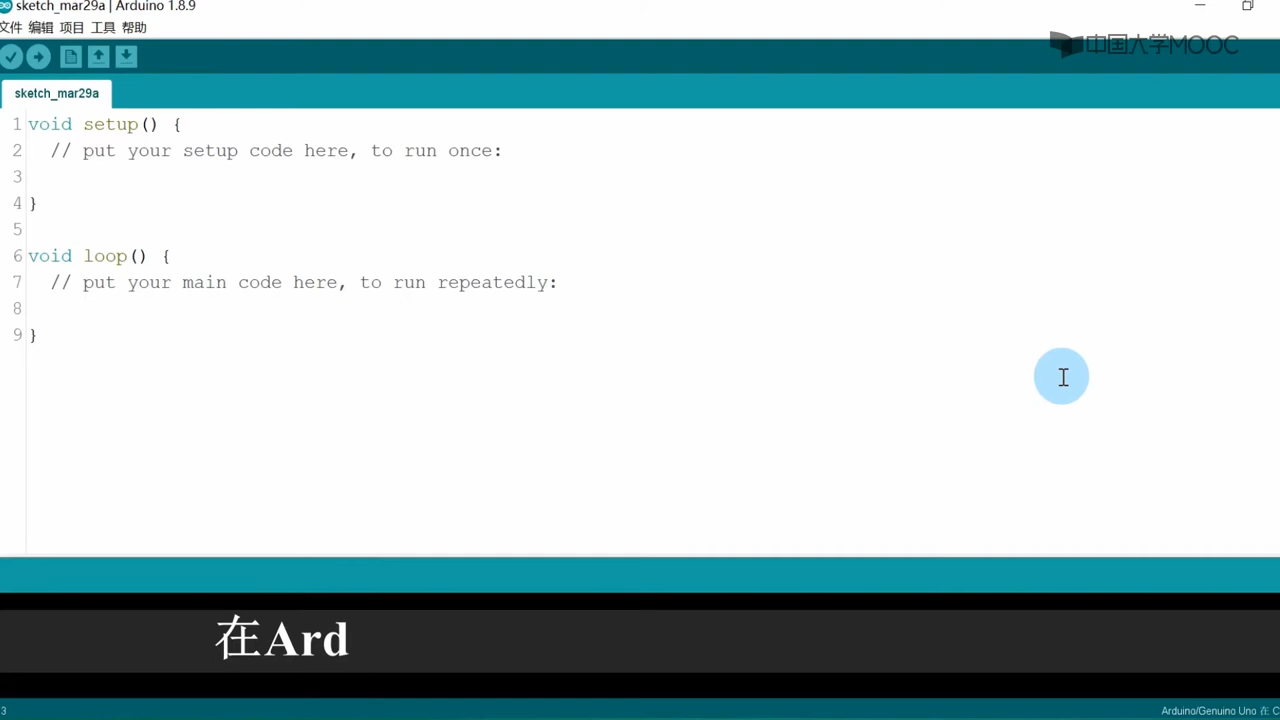 sketch_mar29a | Arduino 1.8.9
文件 编辑 项目 工具 帮助
中国大学MOOC
sketch_mar29a
1 void setup() {
2 // put your setup code here, to run once:
3
4 }
5
6 void loop() {
7 // put your main code here, to run repeatedly:
8
9 }
在Ard
3
Arduino/Genuino Uno 在 C